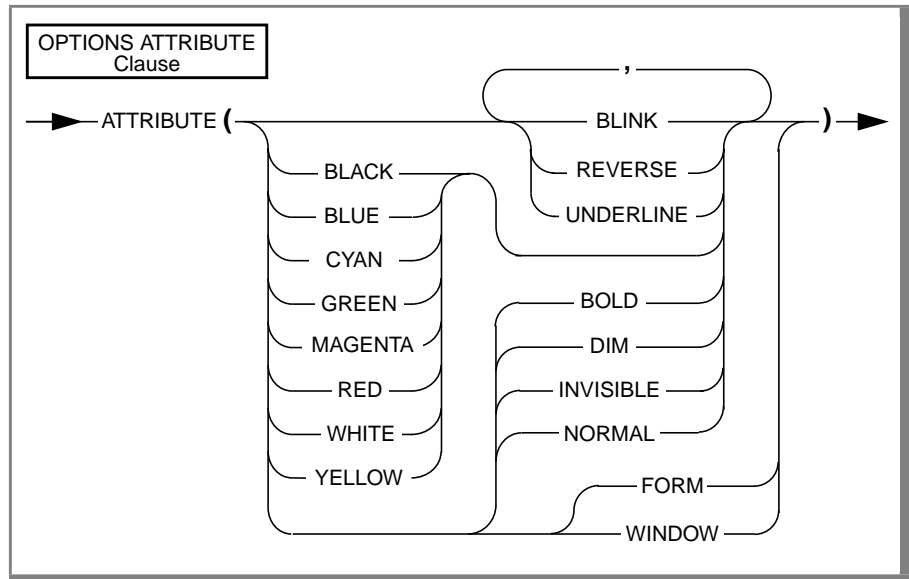 OPTIONS ATTRIBUTE
Clause
,
ATTRIBUTE ( BLINK )
BLACK REVERSE
BLUE UNDERLINE
CYAN
GREEN BOLD
MAGENTA DIM
RED INVISIBLE
WHITE NORMAL
YELLOW FORM
WINDOW